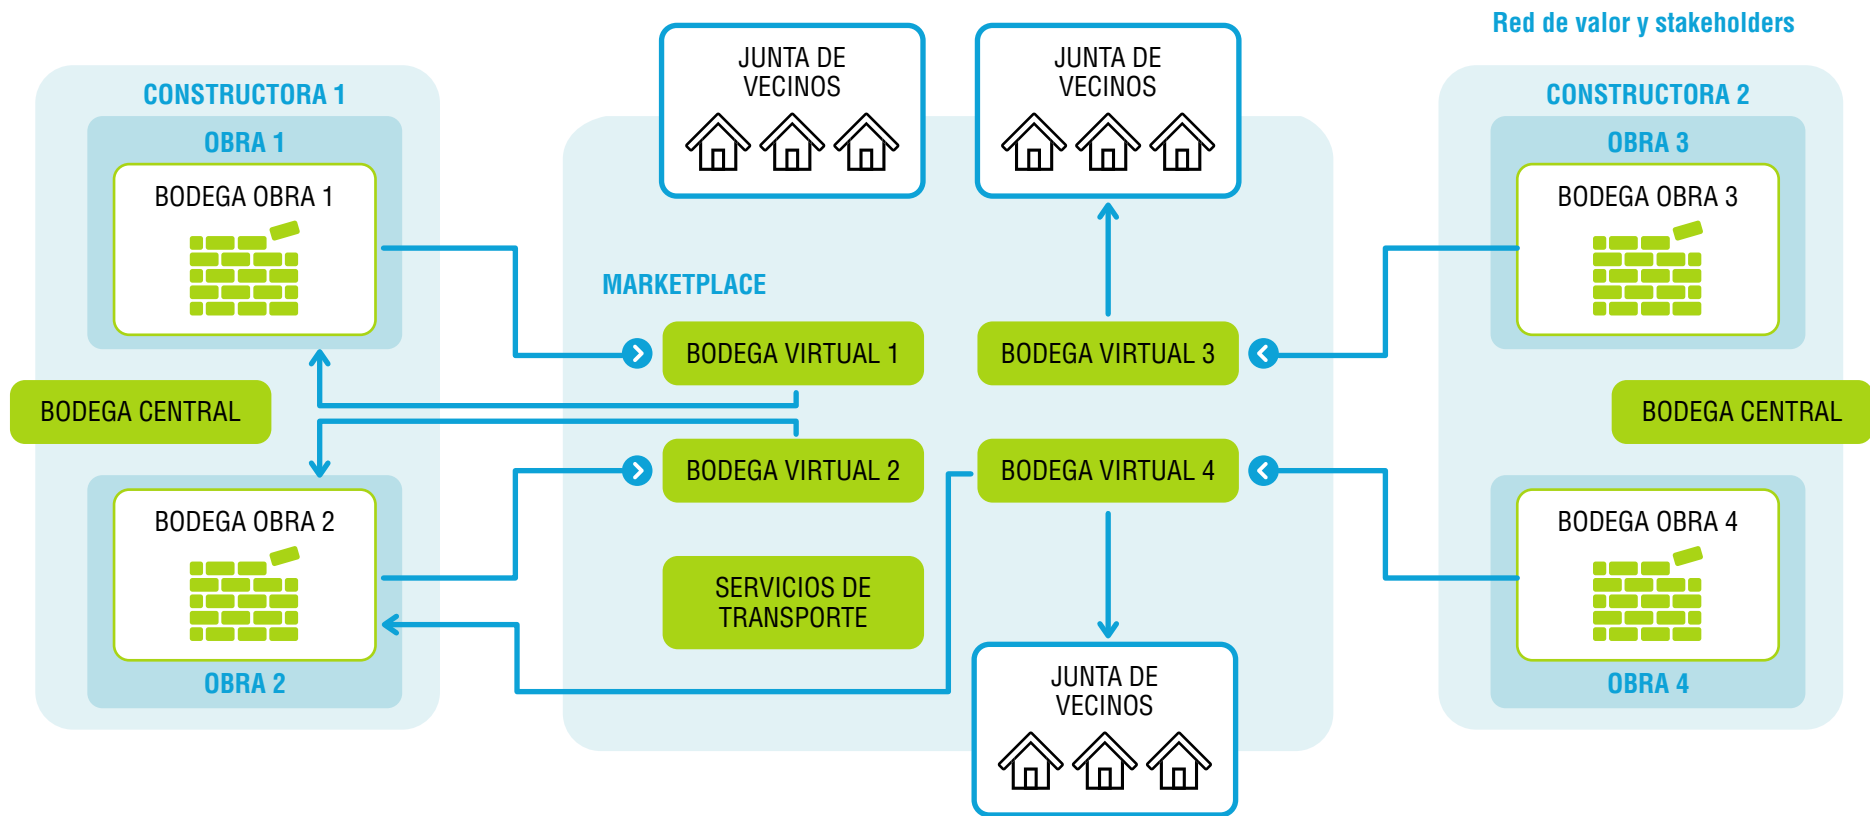 Red de valor y stakeholders
CONSTRUCTORA 1
OBRA 1
BODEGA OBRA 1
BODEGA CENTRAL
BODEGA OBRA 2
OBRA 2
JUNTA DE
VECINOS
JUNTA DE
VECINOS
MARKETPLACE
BODEGA VIRTUAL 1
BODEGA VIRTUAL 3
BODEGA VIRTUAL 2
BODEGA VIRTUAL 4
SERVICIOS DE
TRANSPORTE
JUNTA DE
VECINOS
CONSTRUCTORA 2
OBRA 3
BODEGA OBRA 3
BODEGA CENTRAL
BODEGA OBRA 4
OBRA 4